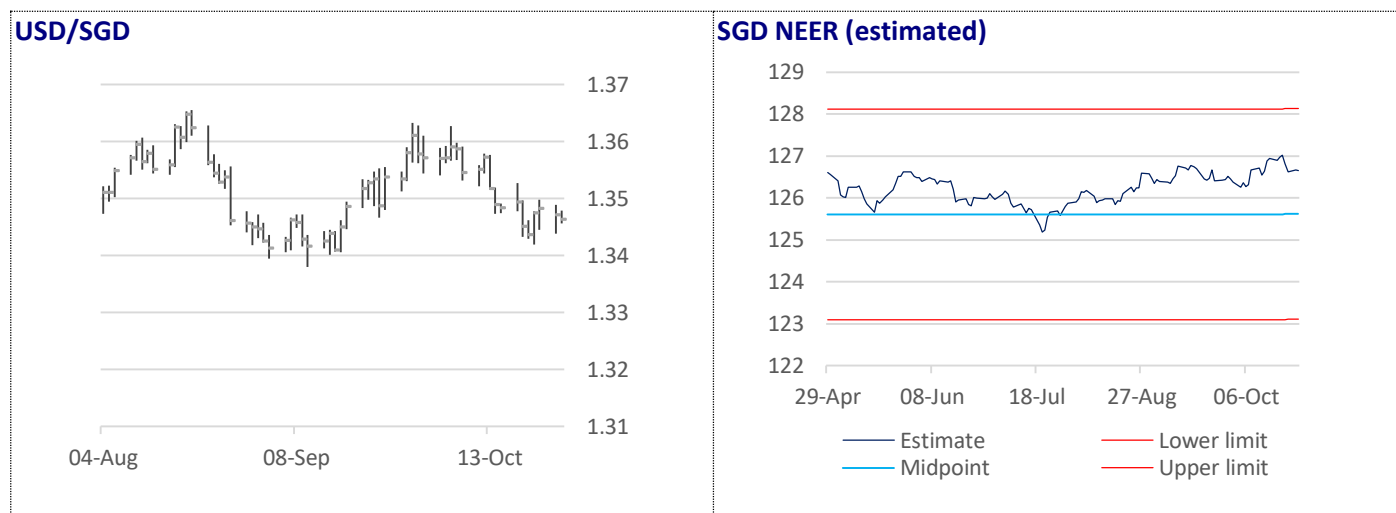 USD/SGD
1.37
1.36
1.35
1.34
1.33
1.32
1.31
04-Aug 08-Sep 13-Oct
SGD NEER (estimated)
129
128
127
126
125
124
123
122
29-Apr 08-Jun 18-Jul 27-Aug 06-Oct
Estimate Lower limit
Midpoint Upper limit